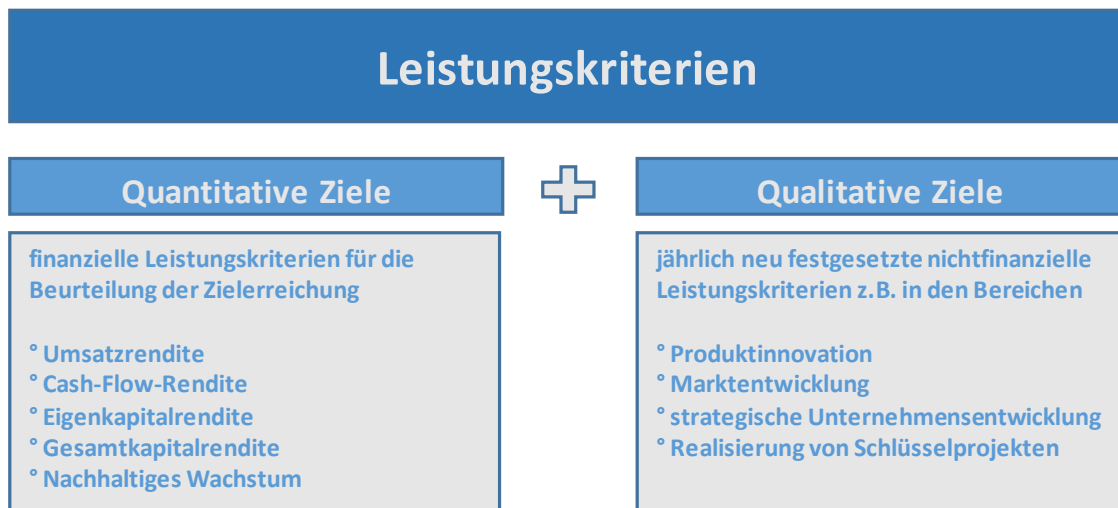 Leistungskriterien
Quantitative Ziele
finanzielle Leistungskriterien für die
Beurteilung der Zielerreichung
° Umsatzrendite
° Cash-Flow-Rendite
° Eigenkapitalrendite
° Gesamtkapitalrendite
° Nachhaltiges Wachstum
Qualitative Ziele
jährlich neu festgesetzte nichtfinanzielle
Leistungskriterien z.B. in den Bereichen
° Produktinnovation
° Marktentwicklung
° strategische Unternehmensentwicklung
° Realisierung von Schlüsselprojekten